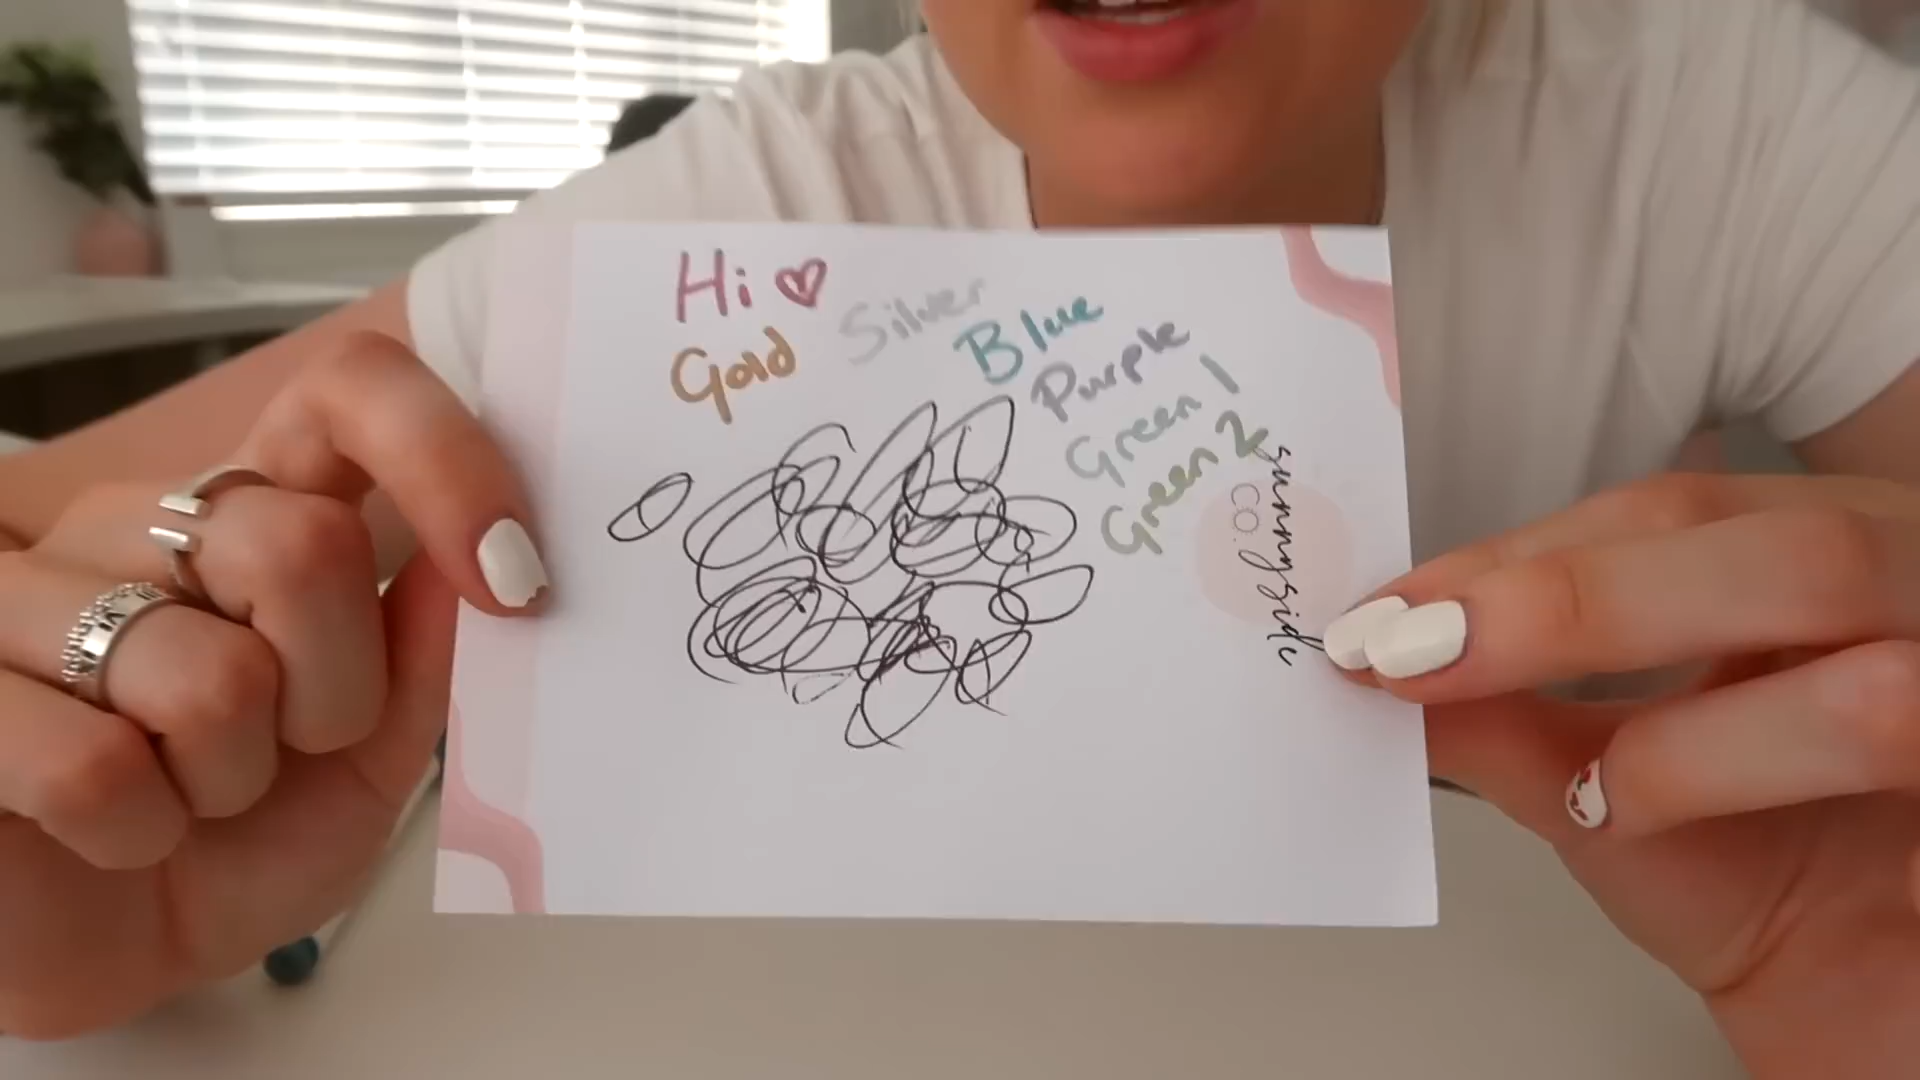 Hi ♡
Gold
Silver
Blue
Purple
Green 1
Green 2
sunnyside
CO.